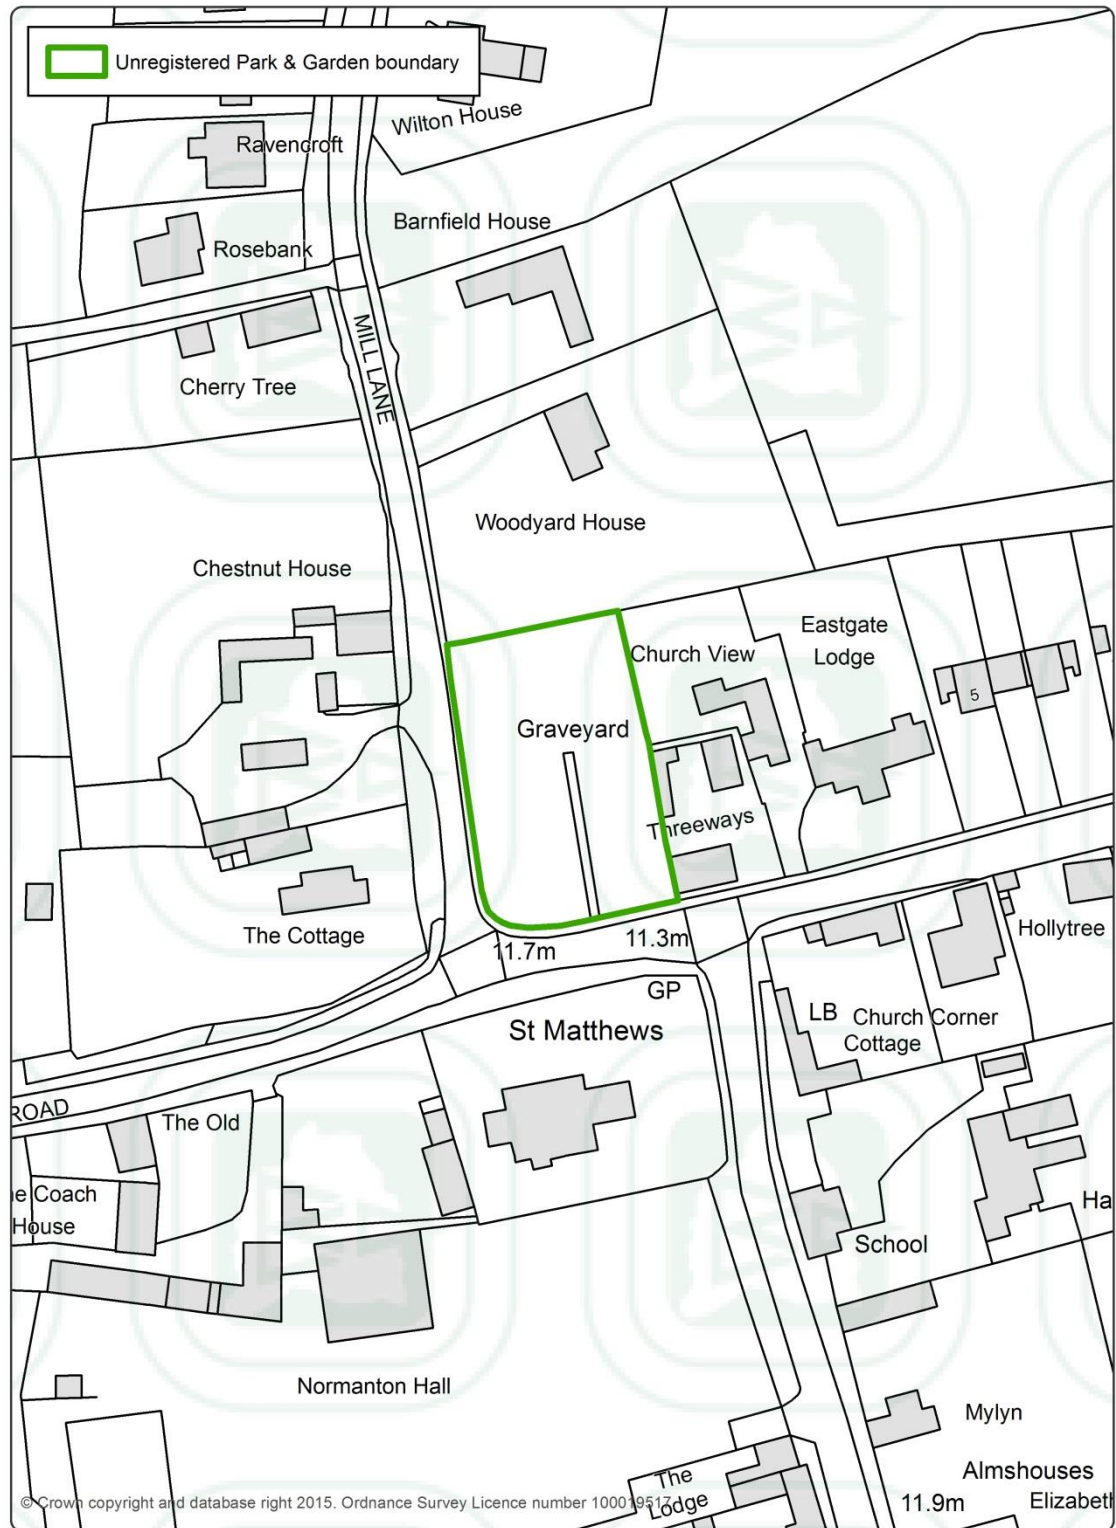 Unregistered Park & Garden boundary
Wilton House
Ravencroft
Barnfield House
Rosebank
MILL LANE
Cherry Tree
Woodyard House
Chestnut House
Eastgate
Lodge
Church View
5
Graveyard
Threeways
The Cottage
11.7m
11.3m
Hollytree
GP
LB
Church Corner
Cottage
St Matthews
ROAD
The Old
e Coach
House
Ha
School
Normanton Hall
Mylyn
Almshouses
Elizabeth
The
Lodge
11.9m
© Crown copyright and database right 2015. Ordnance Survey Licence number 100019517.